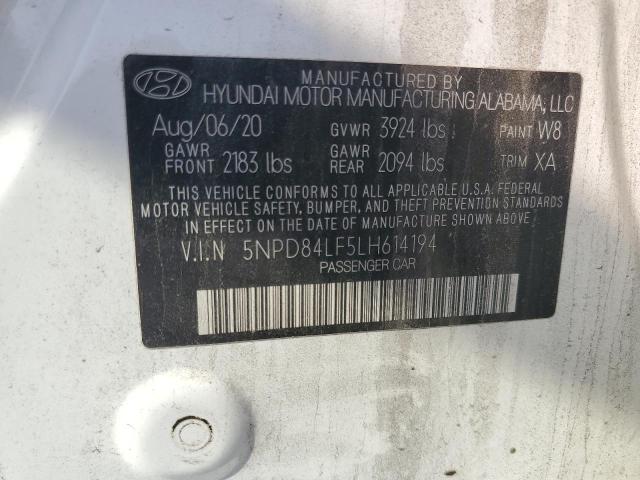 MANUFACTURED BY
HYUNDAI MOTOR MANUFACTURING ALABAMA, LLC
Aug/06/20 GVWR 3924 lbs PAINT W8
GAWR FRONT 2183 lbs GAWR REAR 2094 lbs TRIM XA
THIS VEHICLE CONFORMS TO ALL APPLICABLE U.S.A. FEDERAL
MOTOR VEHICLE SAFETY, BUMPER, AND THEFT PREVENTION
STANDARDS IN EFFECT ON THE DATE OF MANUFACTURE SHOWN ABOVE.
V.I.N 5NPD84LF5LH614194
PASSENGER CAR